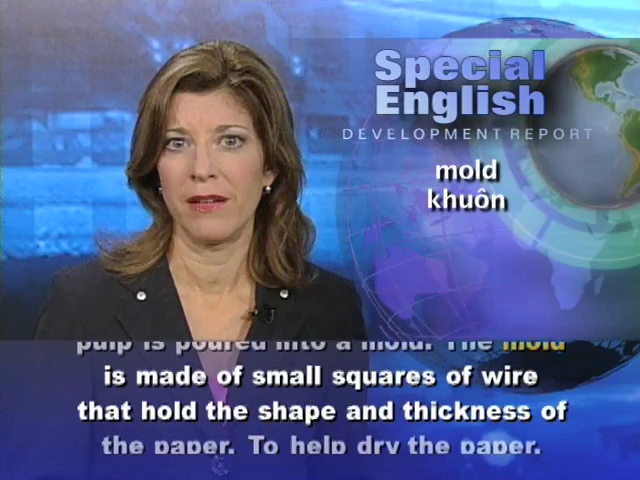 Special
English
DEVELOPMENT REPORT
mold
khuôn
pulp is poured into a mold. The mold
is made of small squares of wire
that hold the shape and thickness of
the paper. To help dry the paper,